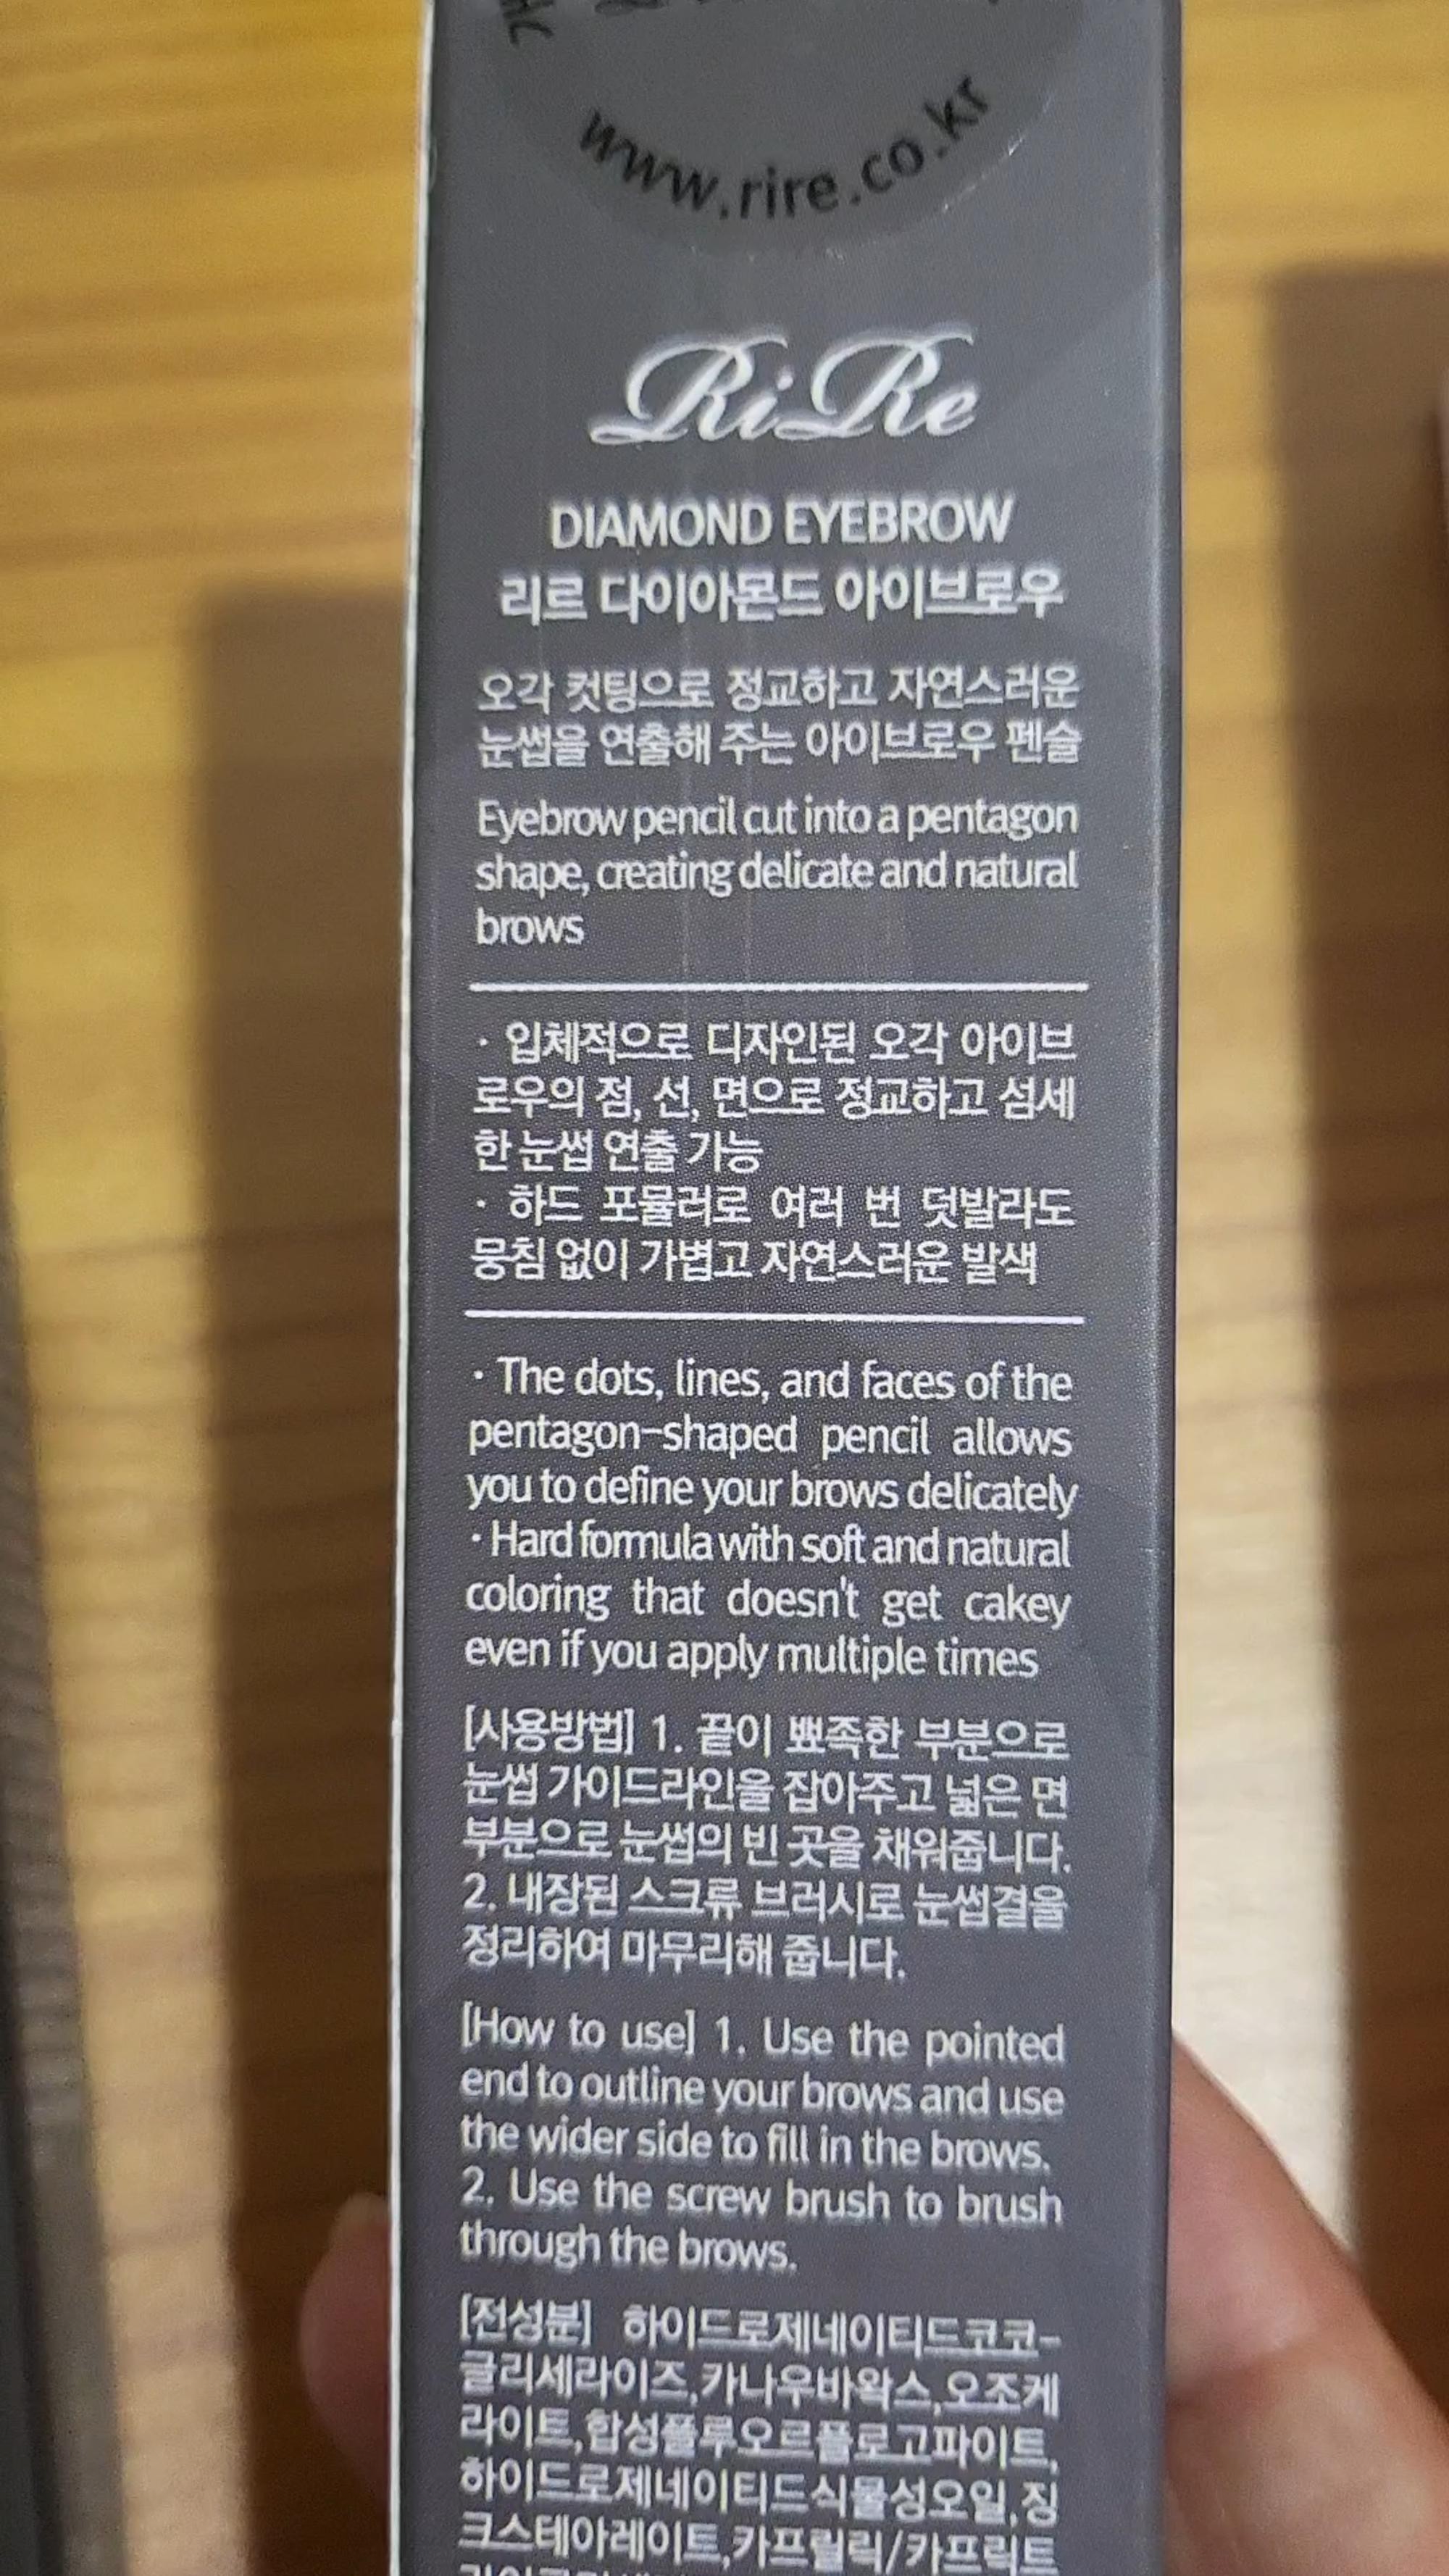 www.rire.co.kr
RiRe
DIAMOND EYEBROW
리르 다이아몬드 아이브로우
오각 컷팅으로 정교하고 자연스러운
눈썹을 연출해 주는 아이브로우 펜슬
Eyebrow pencil cut into a pentagon
shape, creating delicate and natural
brows
· 입체적으로 디자인된 오각 아이브
로우의 점, 선, 면으로 정교하고 섬세
한 눈썹 연출 가능
· 하드 포뮬러로 여러 번 덧발라도
뭉침 없이 가볍고 자연스러운 발색
· The dots, lines, and faces of the
pentagon-shaped pencil allows
you to define your brows delicately
· Hard formula with soft and natural
coloring that doesn't get cakey
even if you apply multiple times
[사용방법] 1. 끝이 뾰족한 부분으로
눈썹 가이드라인을 잡아주고 넓은 면
부분으로 눈썹의 빈 곳을 채워줍니다.
2. 내장된 스크류 브러시로 눈썹결을
정리하여 마무리해 줍니다.
[How to use] 1. Use the pointed
end to outline your brows and use
the wider side to fill in the brows.
2. Use the screw brush to brush
through the brows.
[전성분] 하이드로제네이티드코코-
글리세라이즈,카나우바왁스,오조케
라이트,합성플루오르플로고파이트,
하이드로제네이티드식물성오일,징
크스테아레이트,카프릴릭/카프릭트